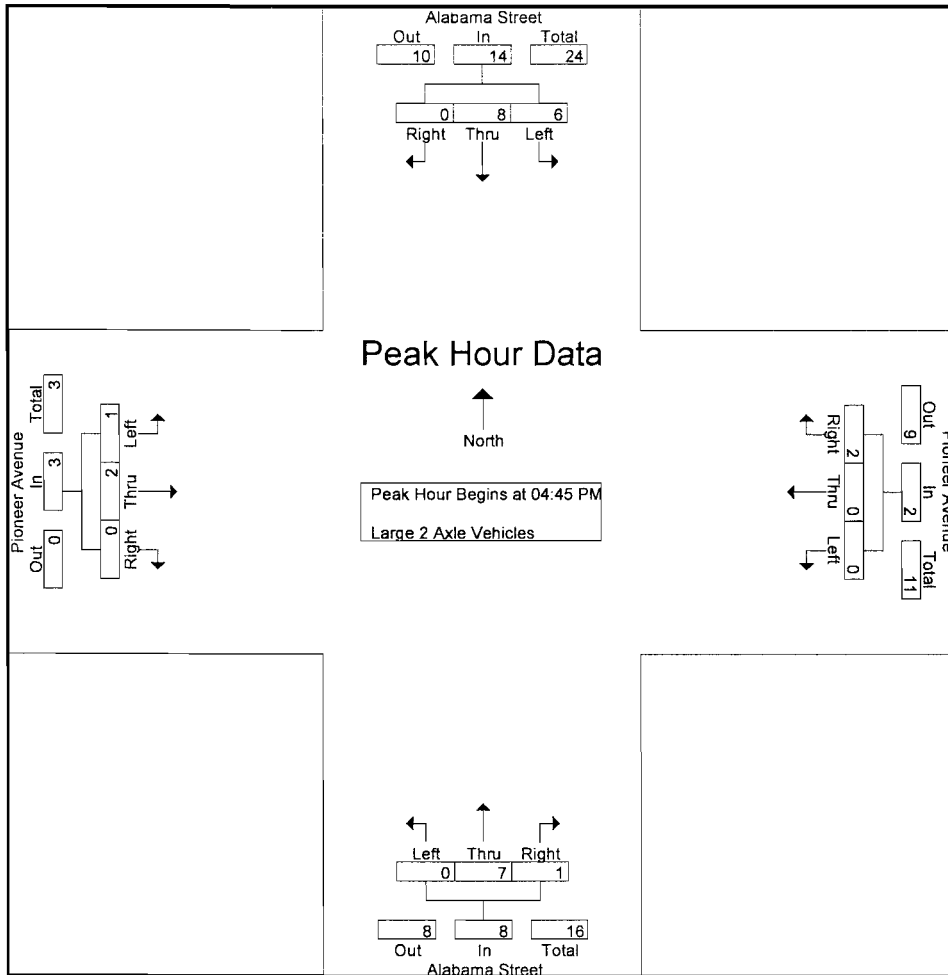 Alabama Street
Out In Total
10 14 24
0 8 6
Right Thru Left
Peak Hour Data
North
Peak Hour Begins at 04:45 PM
Large 2 Axle Vehicles
Pioneer Avenue
Out In Total
0 3 3
Left Thru Right
1 2 0
Pioneer Avenue
Out In Total
9 2 11
Right Thru Left
2 0 0
Left Thru Right
0 7 1
8 8 16
Out In Total
Alabama Street